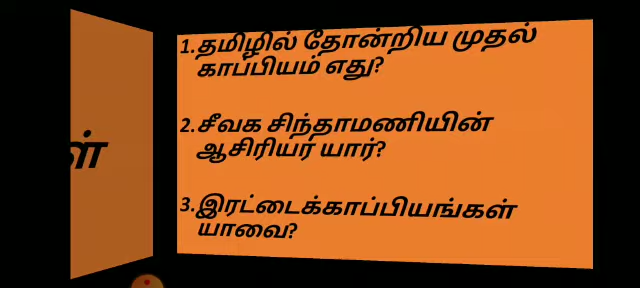 1.தமிழில் தோன்றிய முதல்
காப்பியம் எது?
2.சீவக சிந்தாமணியின்
ஆசிரியர் யார்?
3.இரட்டைக்காப்பியங்கள்
யாவை?